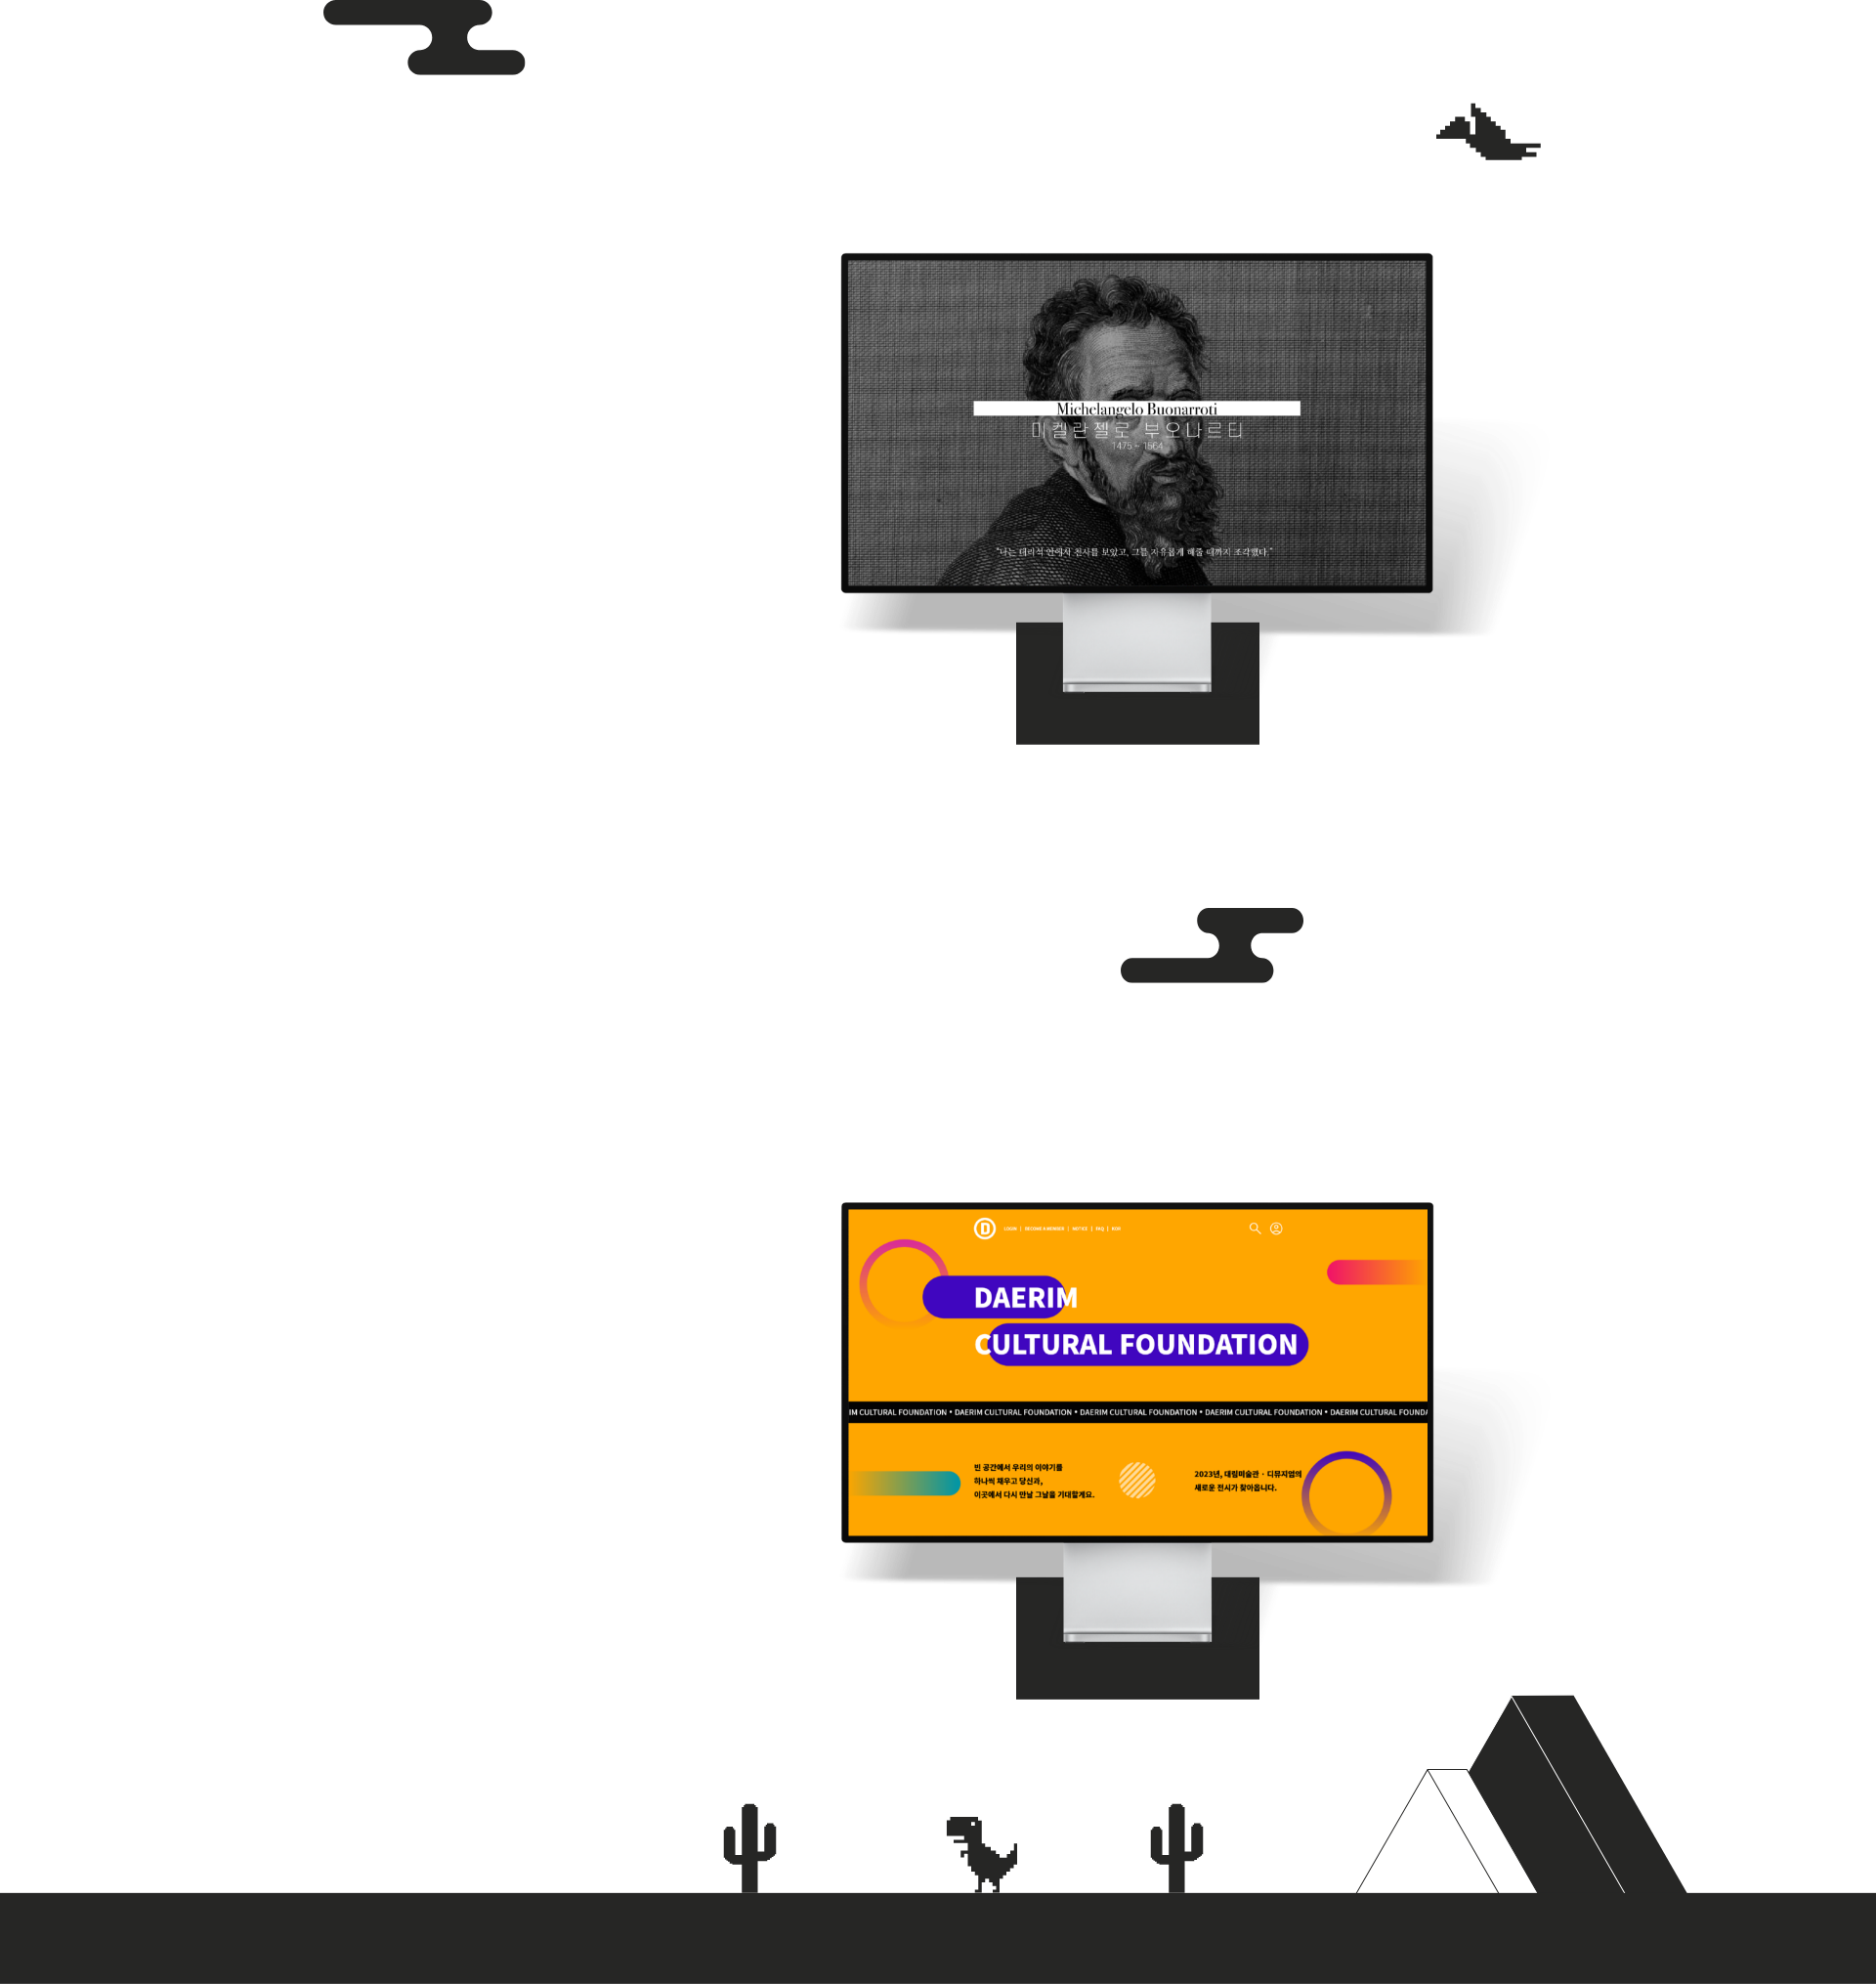 Michelangelo Buonarroti
미켈란젤로 부오나르티
1475 ~ 1564
"나는 대리석 안에서 천사를 보았고, 그를 자유롭게 해줄 때까지 조각했다."
D
LOGIN | BECOME A MEMBER | NOTICE | FAQ | KOR
DAERIM
CULTURAL FOUNDATION
IM CULTURAL FOUNDATION • DAERIM CULTURAL FOUNDATION • DAERIM CULTURAL FOUNDATION • DAERIM CULTURAL FOUNDATION • DAERIM CULTURAL FOUNDA
빈 공간에서 우리의 이야기를
하나씩 채우고 당신과,
이곳에서 다시 만날 그날을 기대할게요.
2023년, 대림미술관 · 디뮤지엄의
새로운 전시가 찾아옵니다.